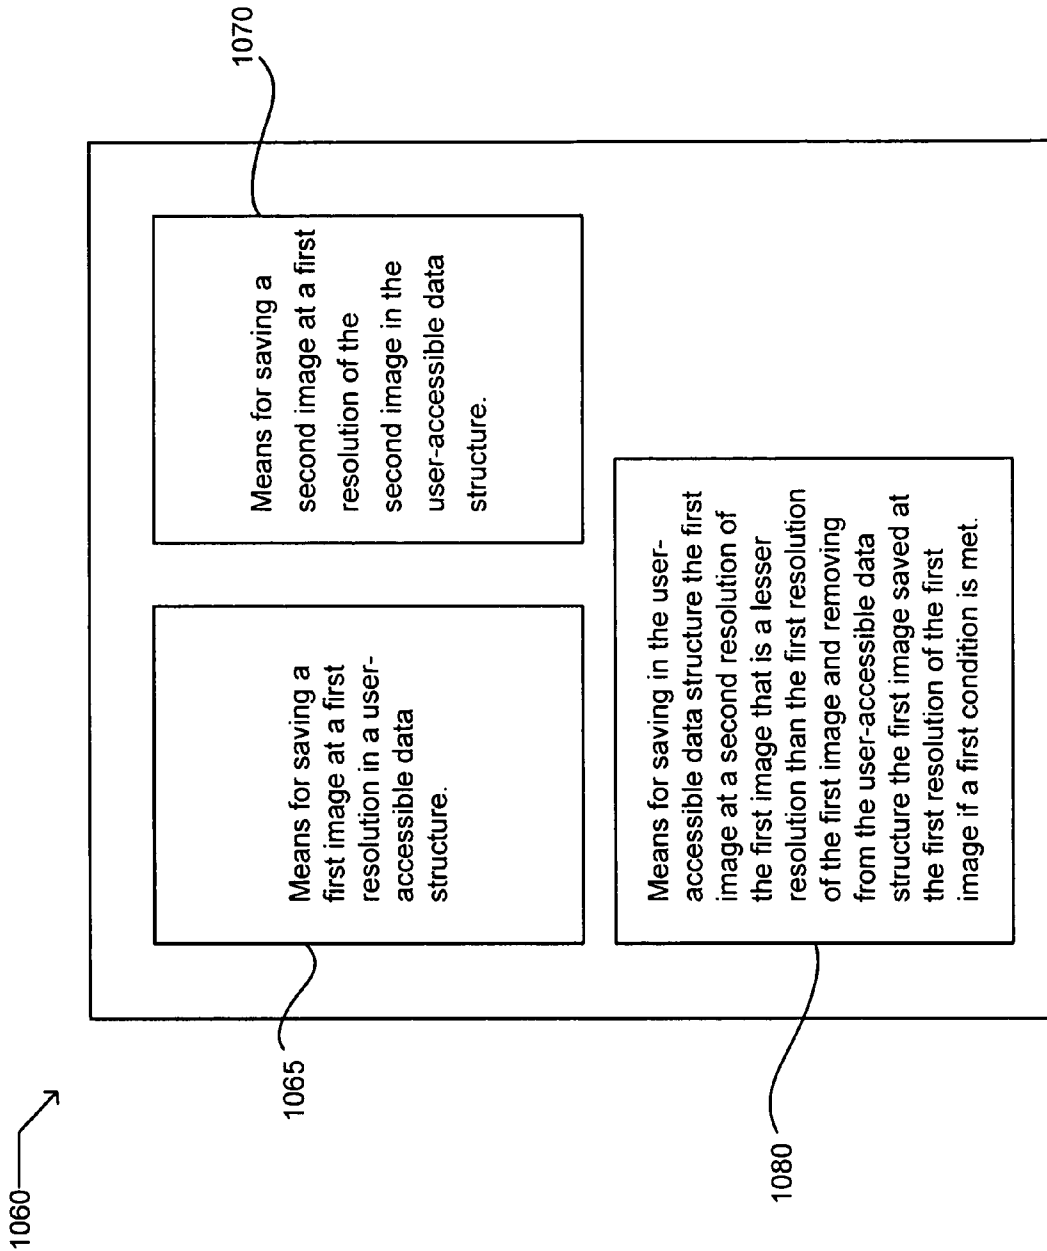 1060
1065
Means for saving a
first image at a first
resolution in a user-
accessible data
structure.
1070
Means for saving a
second image at a first
resolution of the
second image in the
user-accessible data
structure.
1080
Means for saving in the user-
accessible data structure the first
image at a second resolution of
the first image that is a lesser
resolution than the first resolution
of the first image and removing
from the user-accessible data
structure the first image saved at
the first resolution of the first
image if a first condition is met.